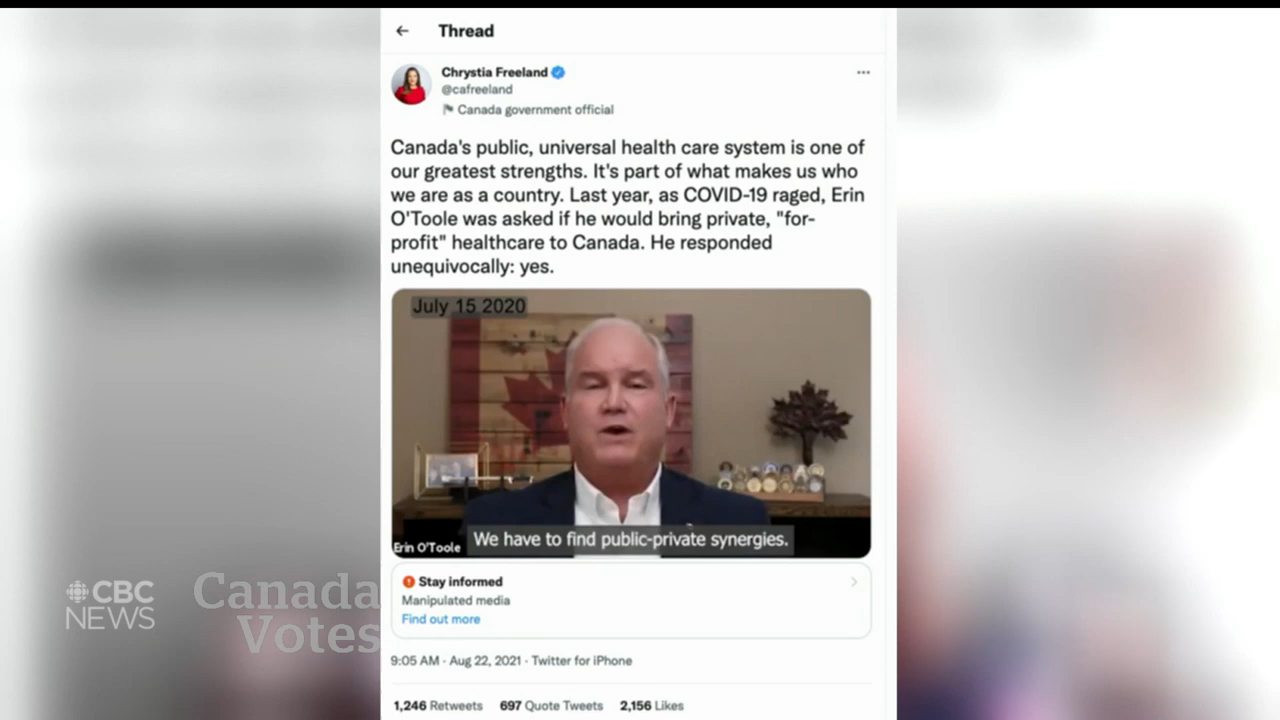 Thread
Chrystia Freeland
@cafreeland
Canada government official
Canada's public, universal health care system is one of
our greatest strengths. It's part of what makes us who
we are as a country. Last year, as COVID-19 raged, Erin
O'Toole was asked if he would bring private, "for-
profit" healthcare to Canada. He responded
unequivocally: yes.
July 15 2020
We have to find public-private synergies.
Erin O'Toole
Stay informed
Manipulated media
Find out more
9:05 AM · Aug 22, 2021 · Twitter for iPhone
1,246 Retweets 697 Quote Tweets 2,156 Likes
CBC
NEWS
Canada
Votes